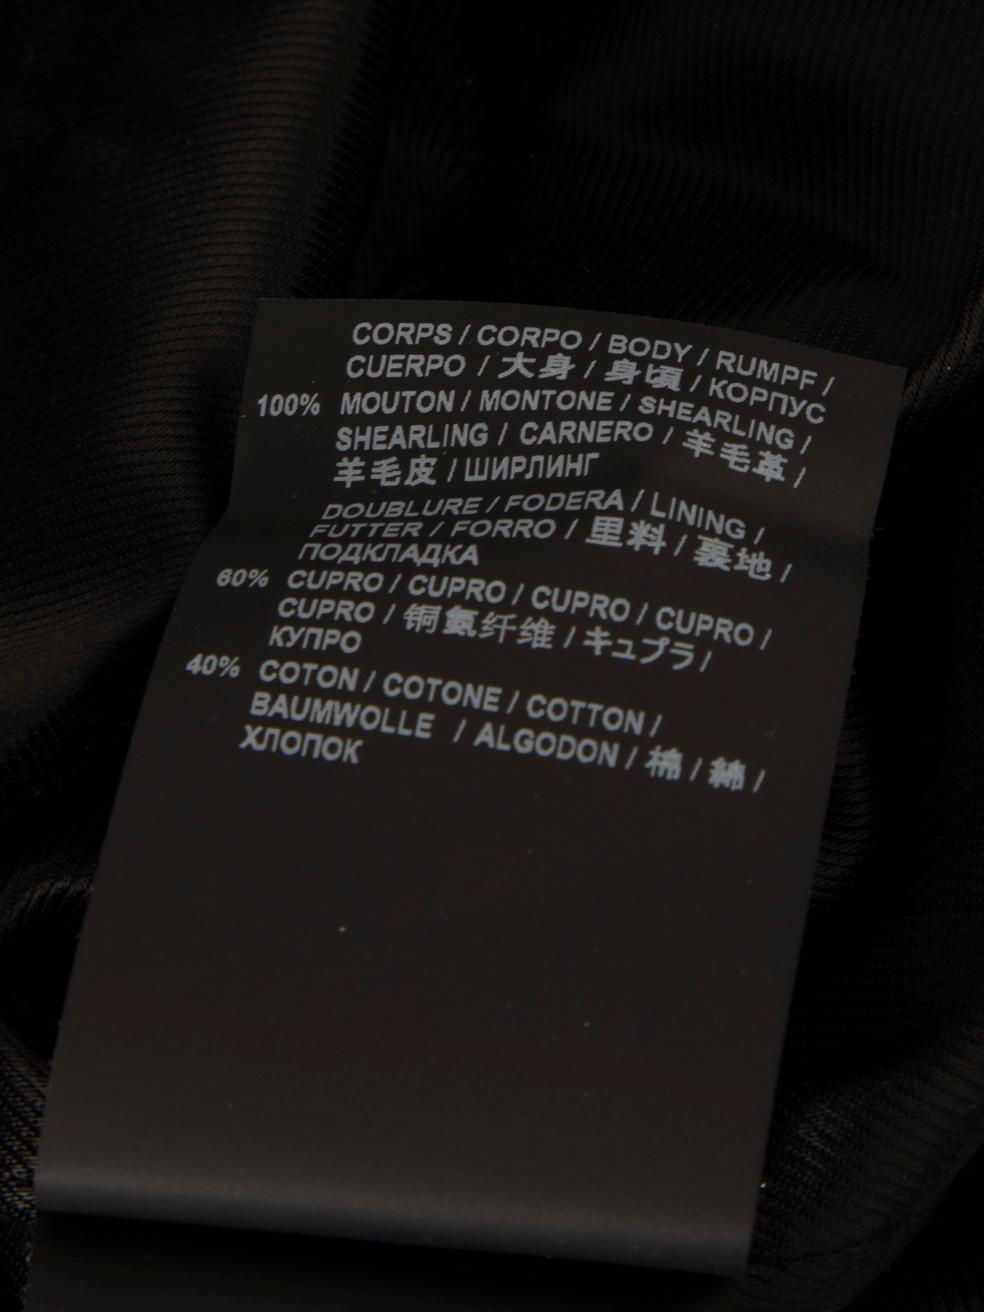 CORPS / CORPO / BODY / RUMPF /
CUERPO / 大身 / 身頃 / КОРПУС
100% MOUTON / MONTONE / SHEARLING /
SHEARLING / CARNERO / 羊毛革 /
羊毛皮 / ШИРЛИНГ
DOUBLURE / FODERA / LINING /
FUTTER / FORRO / 里料 / 裏地 /
ПОДКЛАДКА
60% CUPRO / CUPRO / CUPRO / CUPRO /
CUPRO / 铜氨纤维 / キュプラ /
КУПРО
40% COTON / COTONE / COTTON /
BAUMWOLLE / ALGODON / 棉 / 綿 /
ХЛОПОК